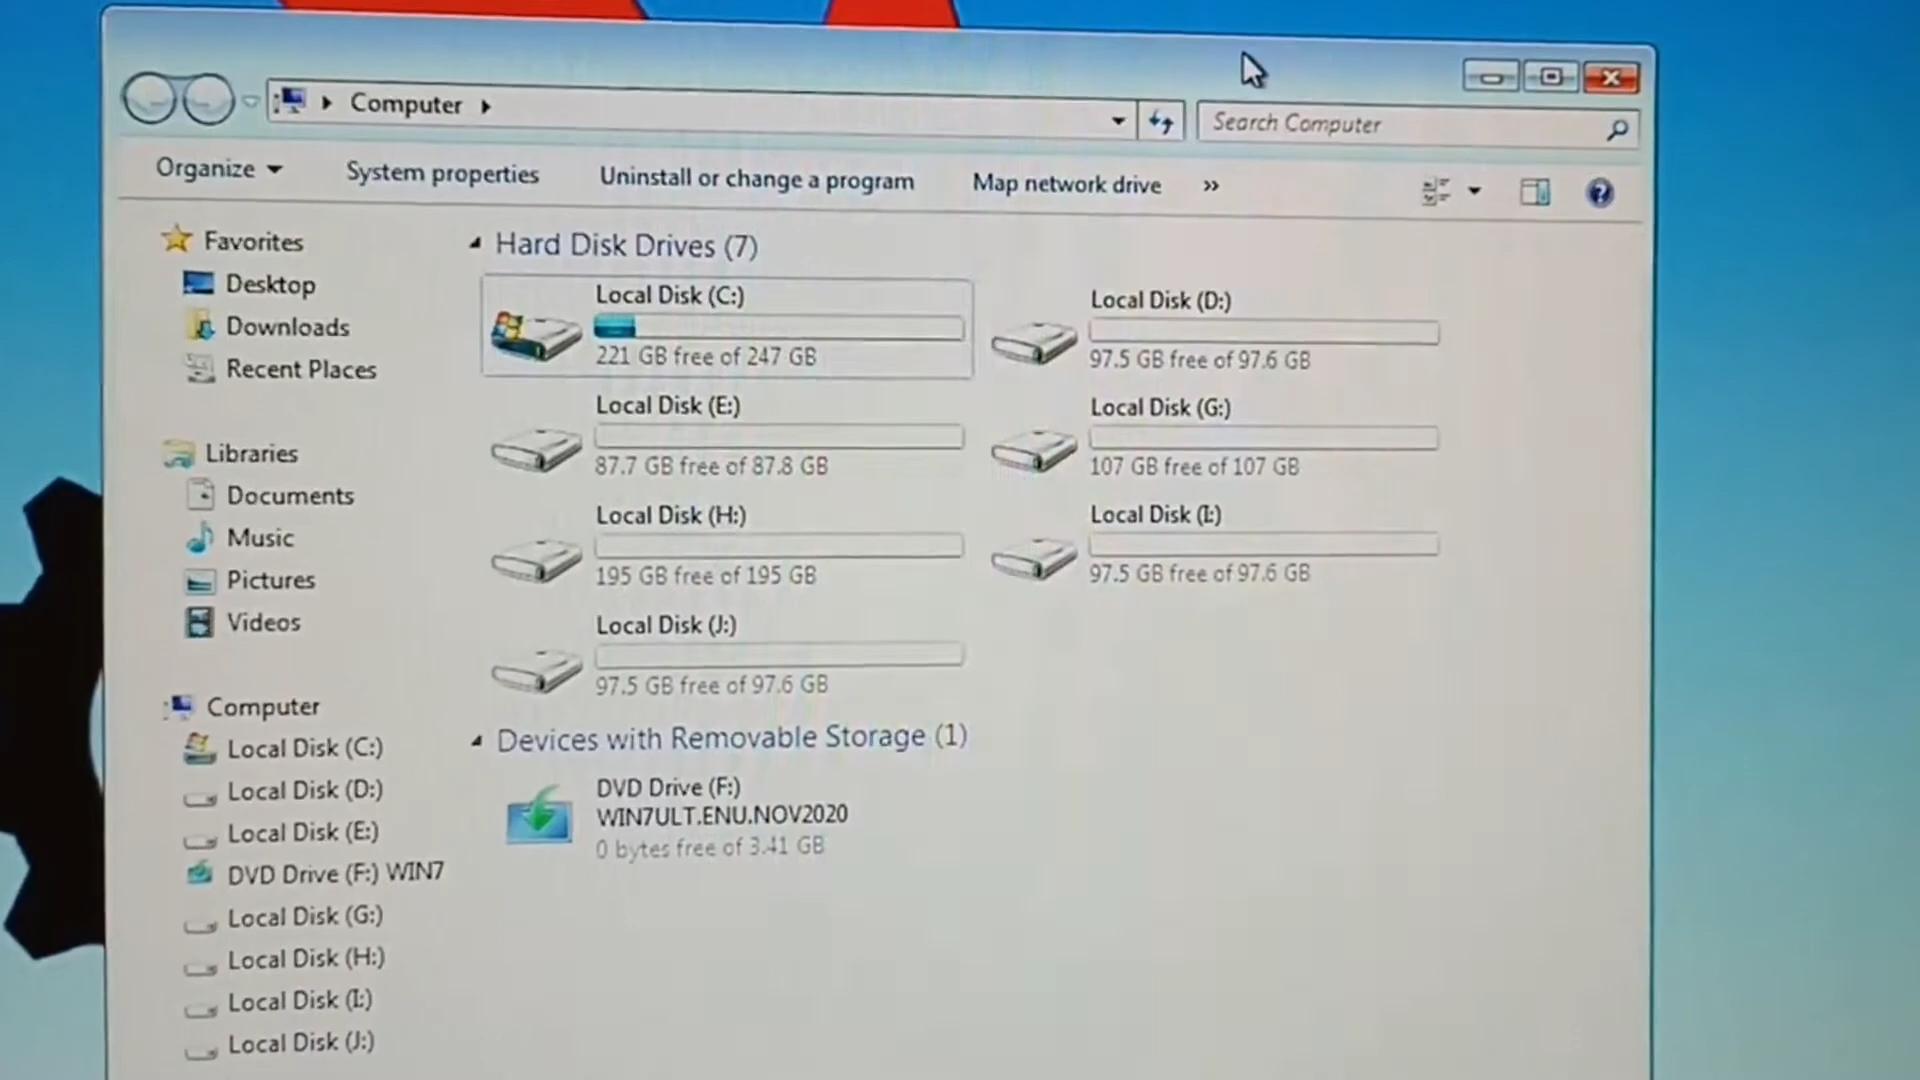 Computer
Search Computer
Organize
System properties
Uninstall or change a program
Map network drive
»
Favorites
Desktop
Downloads
Recent Places
Libraries
Documents
Music
Pictures
Videos
Computer
Local Disk (C:)
Local Disk (D:)
Local Disk (E:)
DVD Drive (F:) WIN7
Local Disk (G:)
Local Disk (H:)
Local Disk (I:)
Local Disk (J:)
Hard Disk Drives (7)
Local Disk (C:)
221 GB free of 247 GB
Local Disk (D:)
97.5 GB free of 97.6 GB
Local Disk (E:)
87.7 GB free of 87.8 GB
Local Disk (G:)
107 GB free of 107 GB
Local Disk (H:)
195 GB free of 195 GB
Local Disk (I:)
97.5 GB free of 97.6 GB
Local Disk (J:)
97.5 GB free of 97.6 GB
Devices with Removable Storage (1)
DVD Drive (F:)
WIN7ULT.ENU.NOV2020
0 bytes free of 3.41 GB